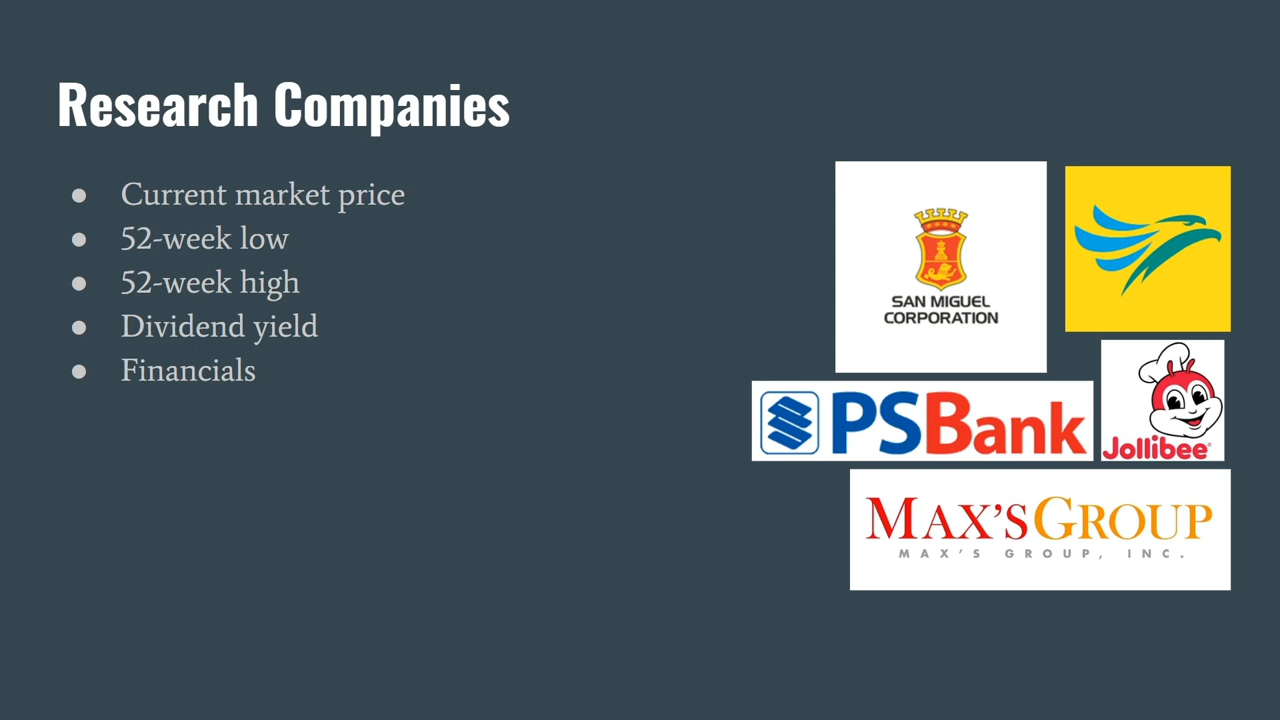 Research Companies
● Current market price
● 52-week low
● 52-week high
● Dividend yield
● Financials
SAN MIGUEL
CORPORATION
PSBank
Jollibee®
MAX'S GROUP
MAX'S GROUP, INC.